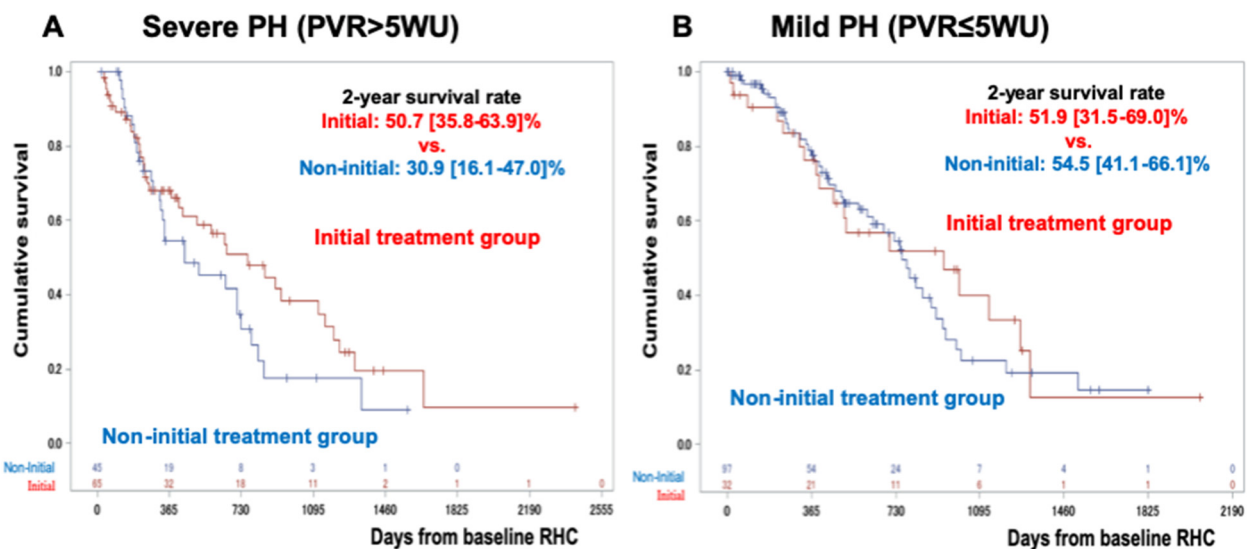 A Severe PH (PVR>5WU)
2-year survival rate
Initial: 50.7 [35.8-63.9]%
vs.
Non-initial: 30.9 [16.1-47.0]%
Initial treatment group
Non-initial treatment group
Cumulative survival
1.0
0.8
0.6
0.4
0.2
0.0
Non-Initial 45 19 8 3 1 0
Initial 65 32 18 11 2 1 1 0
0 365 730 1095 1460 1825 2190 2555
Days from baseline RHC
B Mild PH (PVR≤5WU)
2-year survival rate
Initial: 51.9 [31.5-69.0]%
vs.
Non-initial: 54.5 [41.1-66.1]%
Initial treatment group
Non-initial treatment group
Cumulative survival
1.0
0.8
0.6
0.4
0.2
0.0
Non-Initial 97 54 24 7 4 1 0
Initial 32 21 11 6 1 1 0
0 365 730 1095 1460 1825 2190
Days from baseline RHC